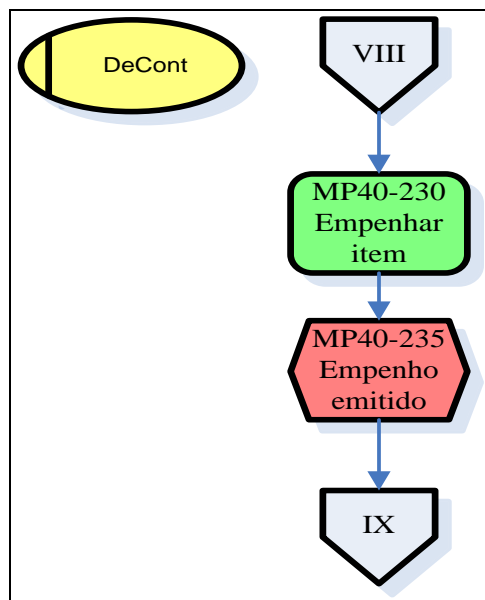 DeCont
VIII
MP40-230
Empenhar
item
MP40-235
Empenho
emitido
IX